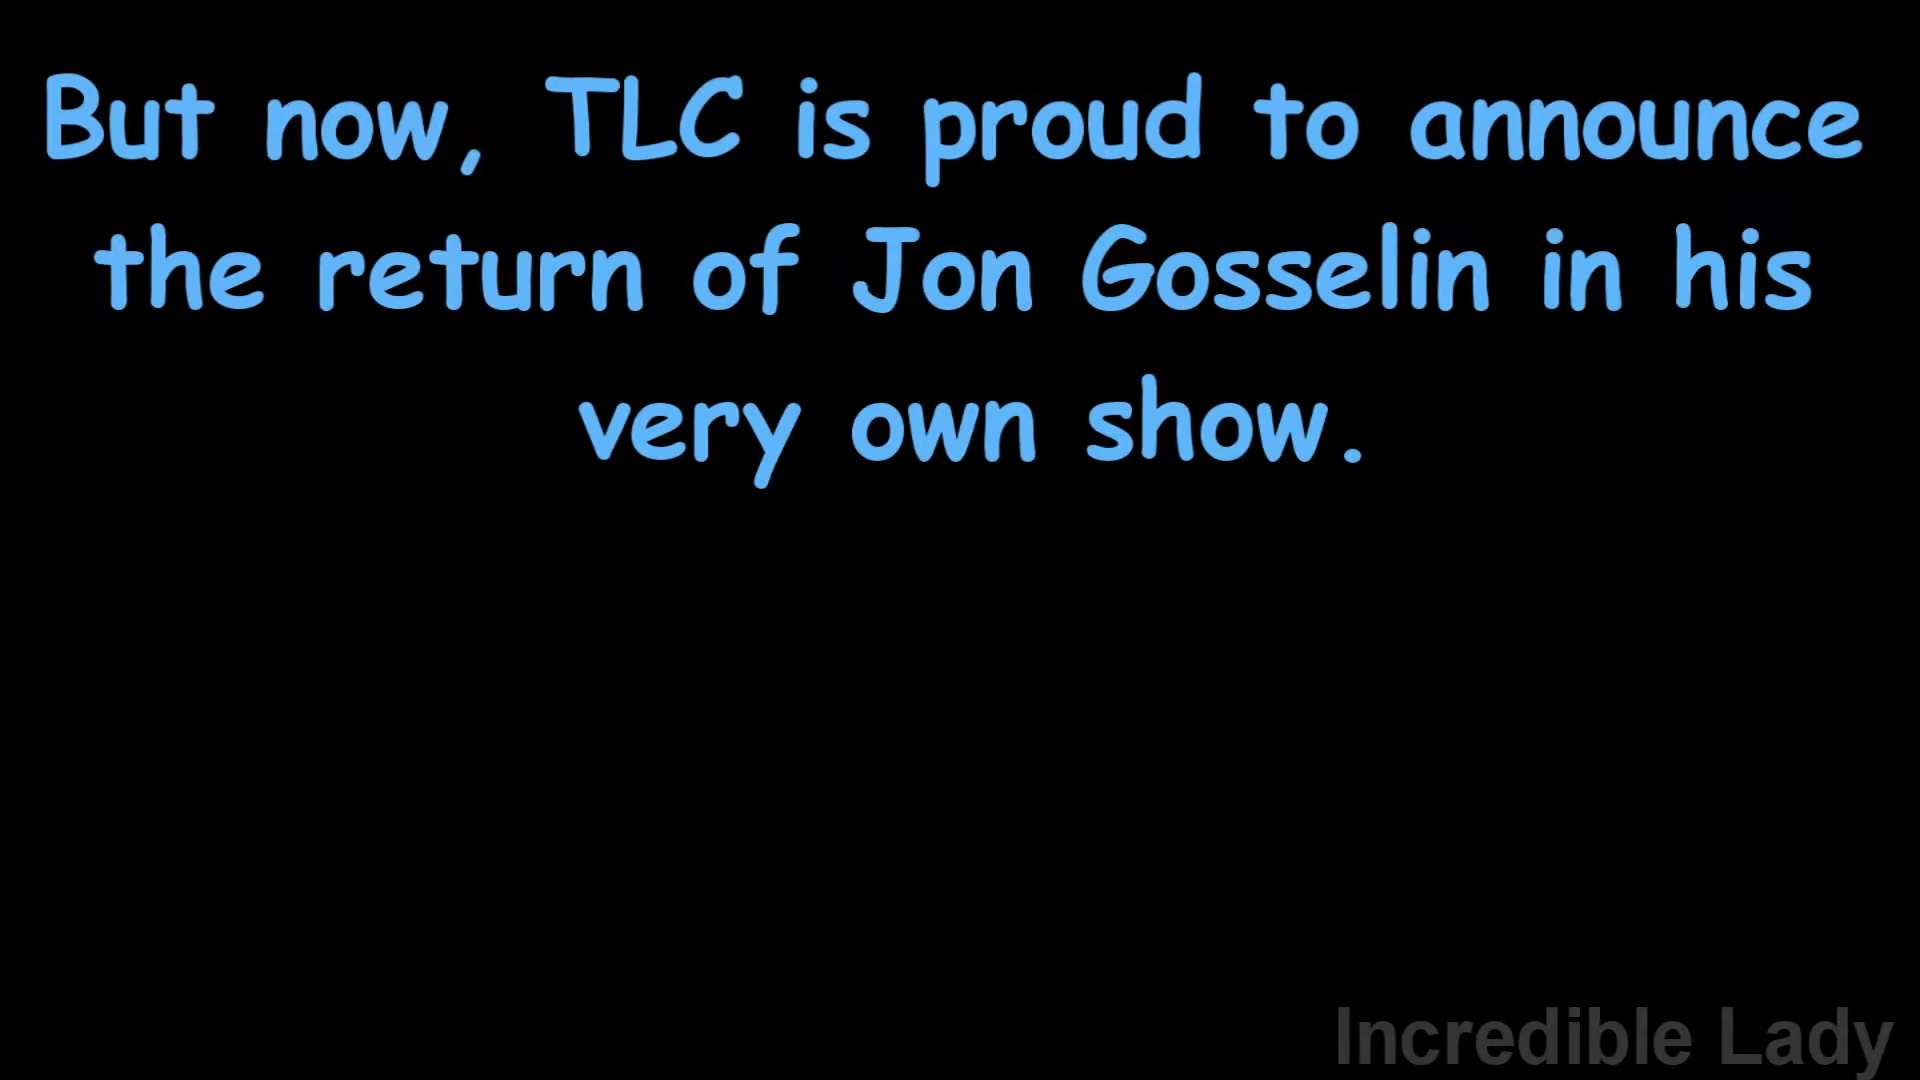 But now, TLC is proud to announce
the return of Jon Gosselin in his
very own show.
Incredible Lady